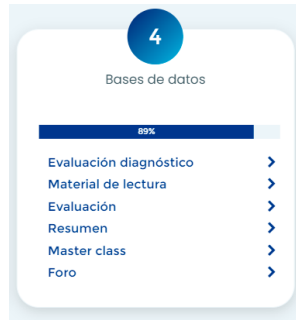 4
Bases de datos
89%
Evaluación diagnóstico
Material de lectura
Evaluación
Resumen
Master class
Foro